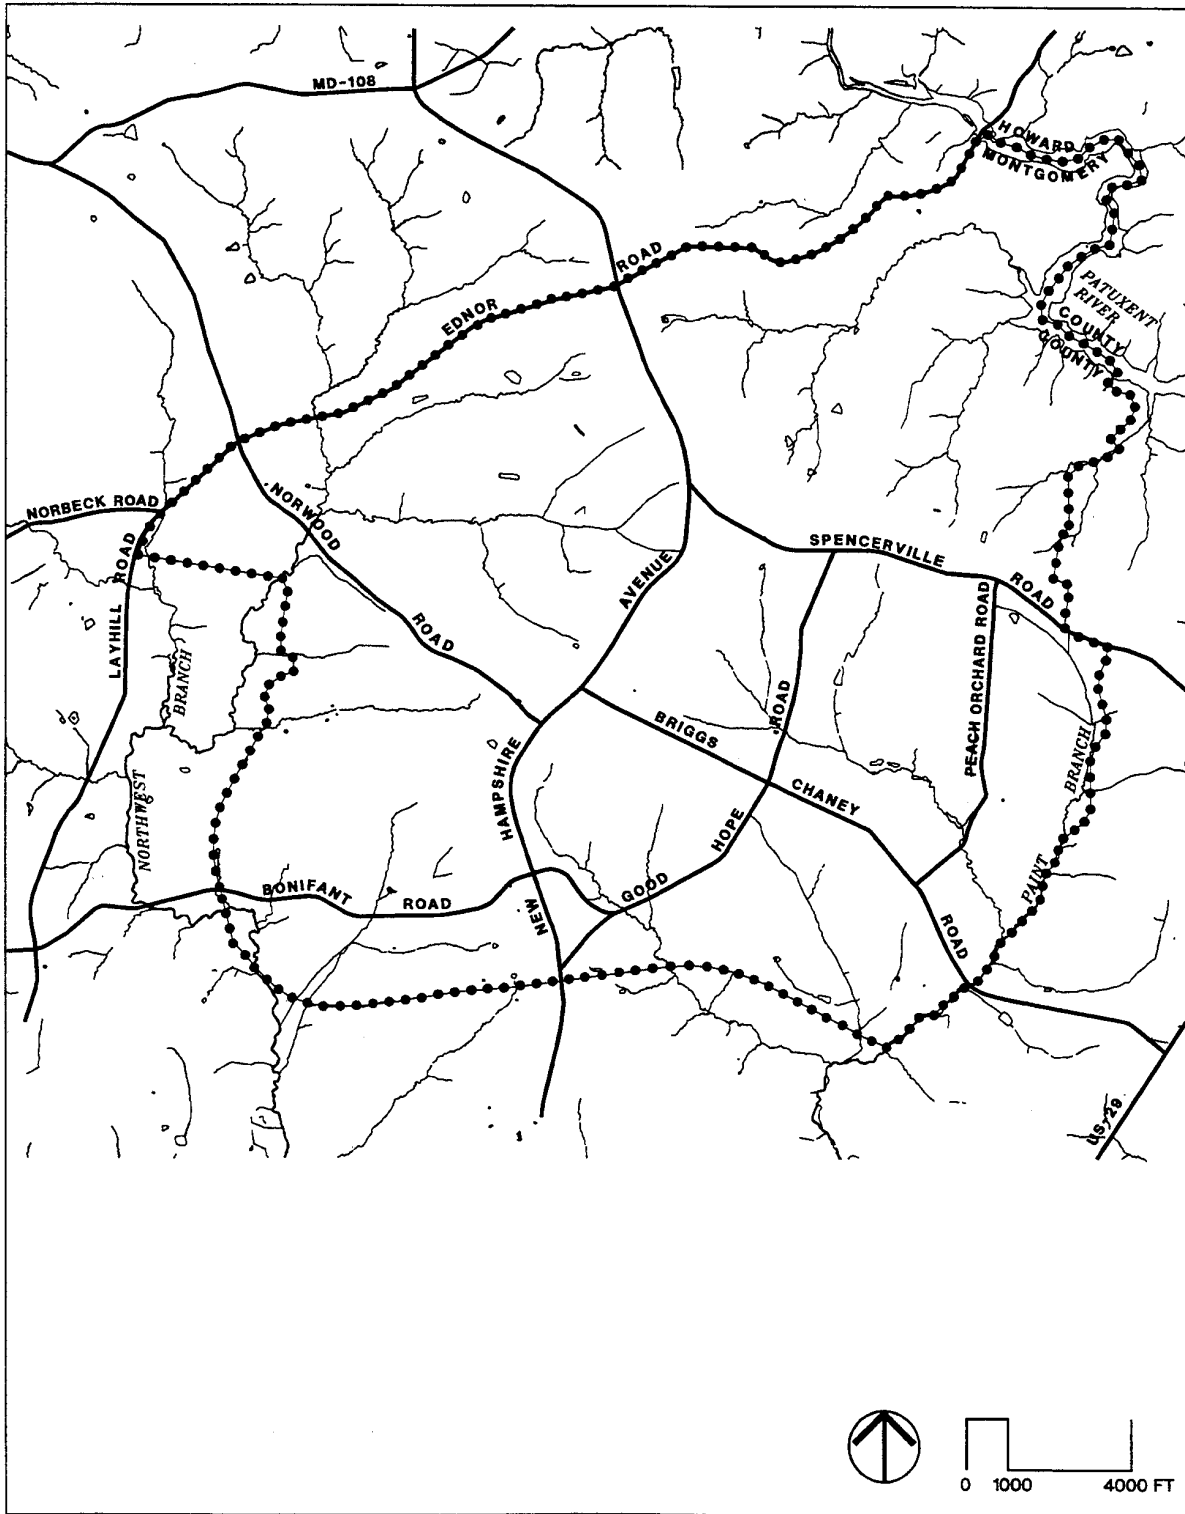 MD-108
HOWARD
MONTGOMERY
ROAD
EDNOR
PATUXENT
RIVER
COUNTY
COUNTY
NORBECK ROAD
NORWOOD
ROAD
LAYHILL
ROAD
SPENCERVILLE
ROAD
AVENUE
HAMPSHIRE
NEW
PEACH ORCHARD ROAD
BRANCH
NORTHWEST
ROAD
HOPE
GOOD
BRIGGS
CHANEY
ROAD
BRANCH
PAINT
BONIFANT
ROAD
US-29
0 1000 4000 FT